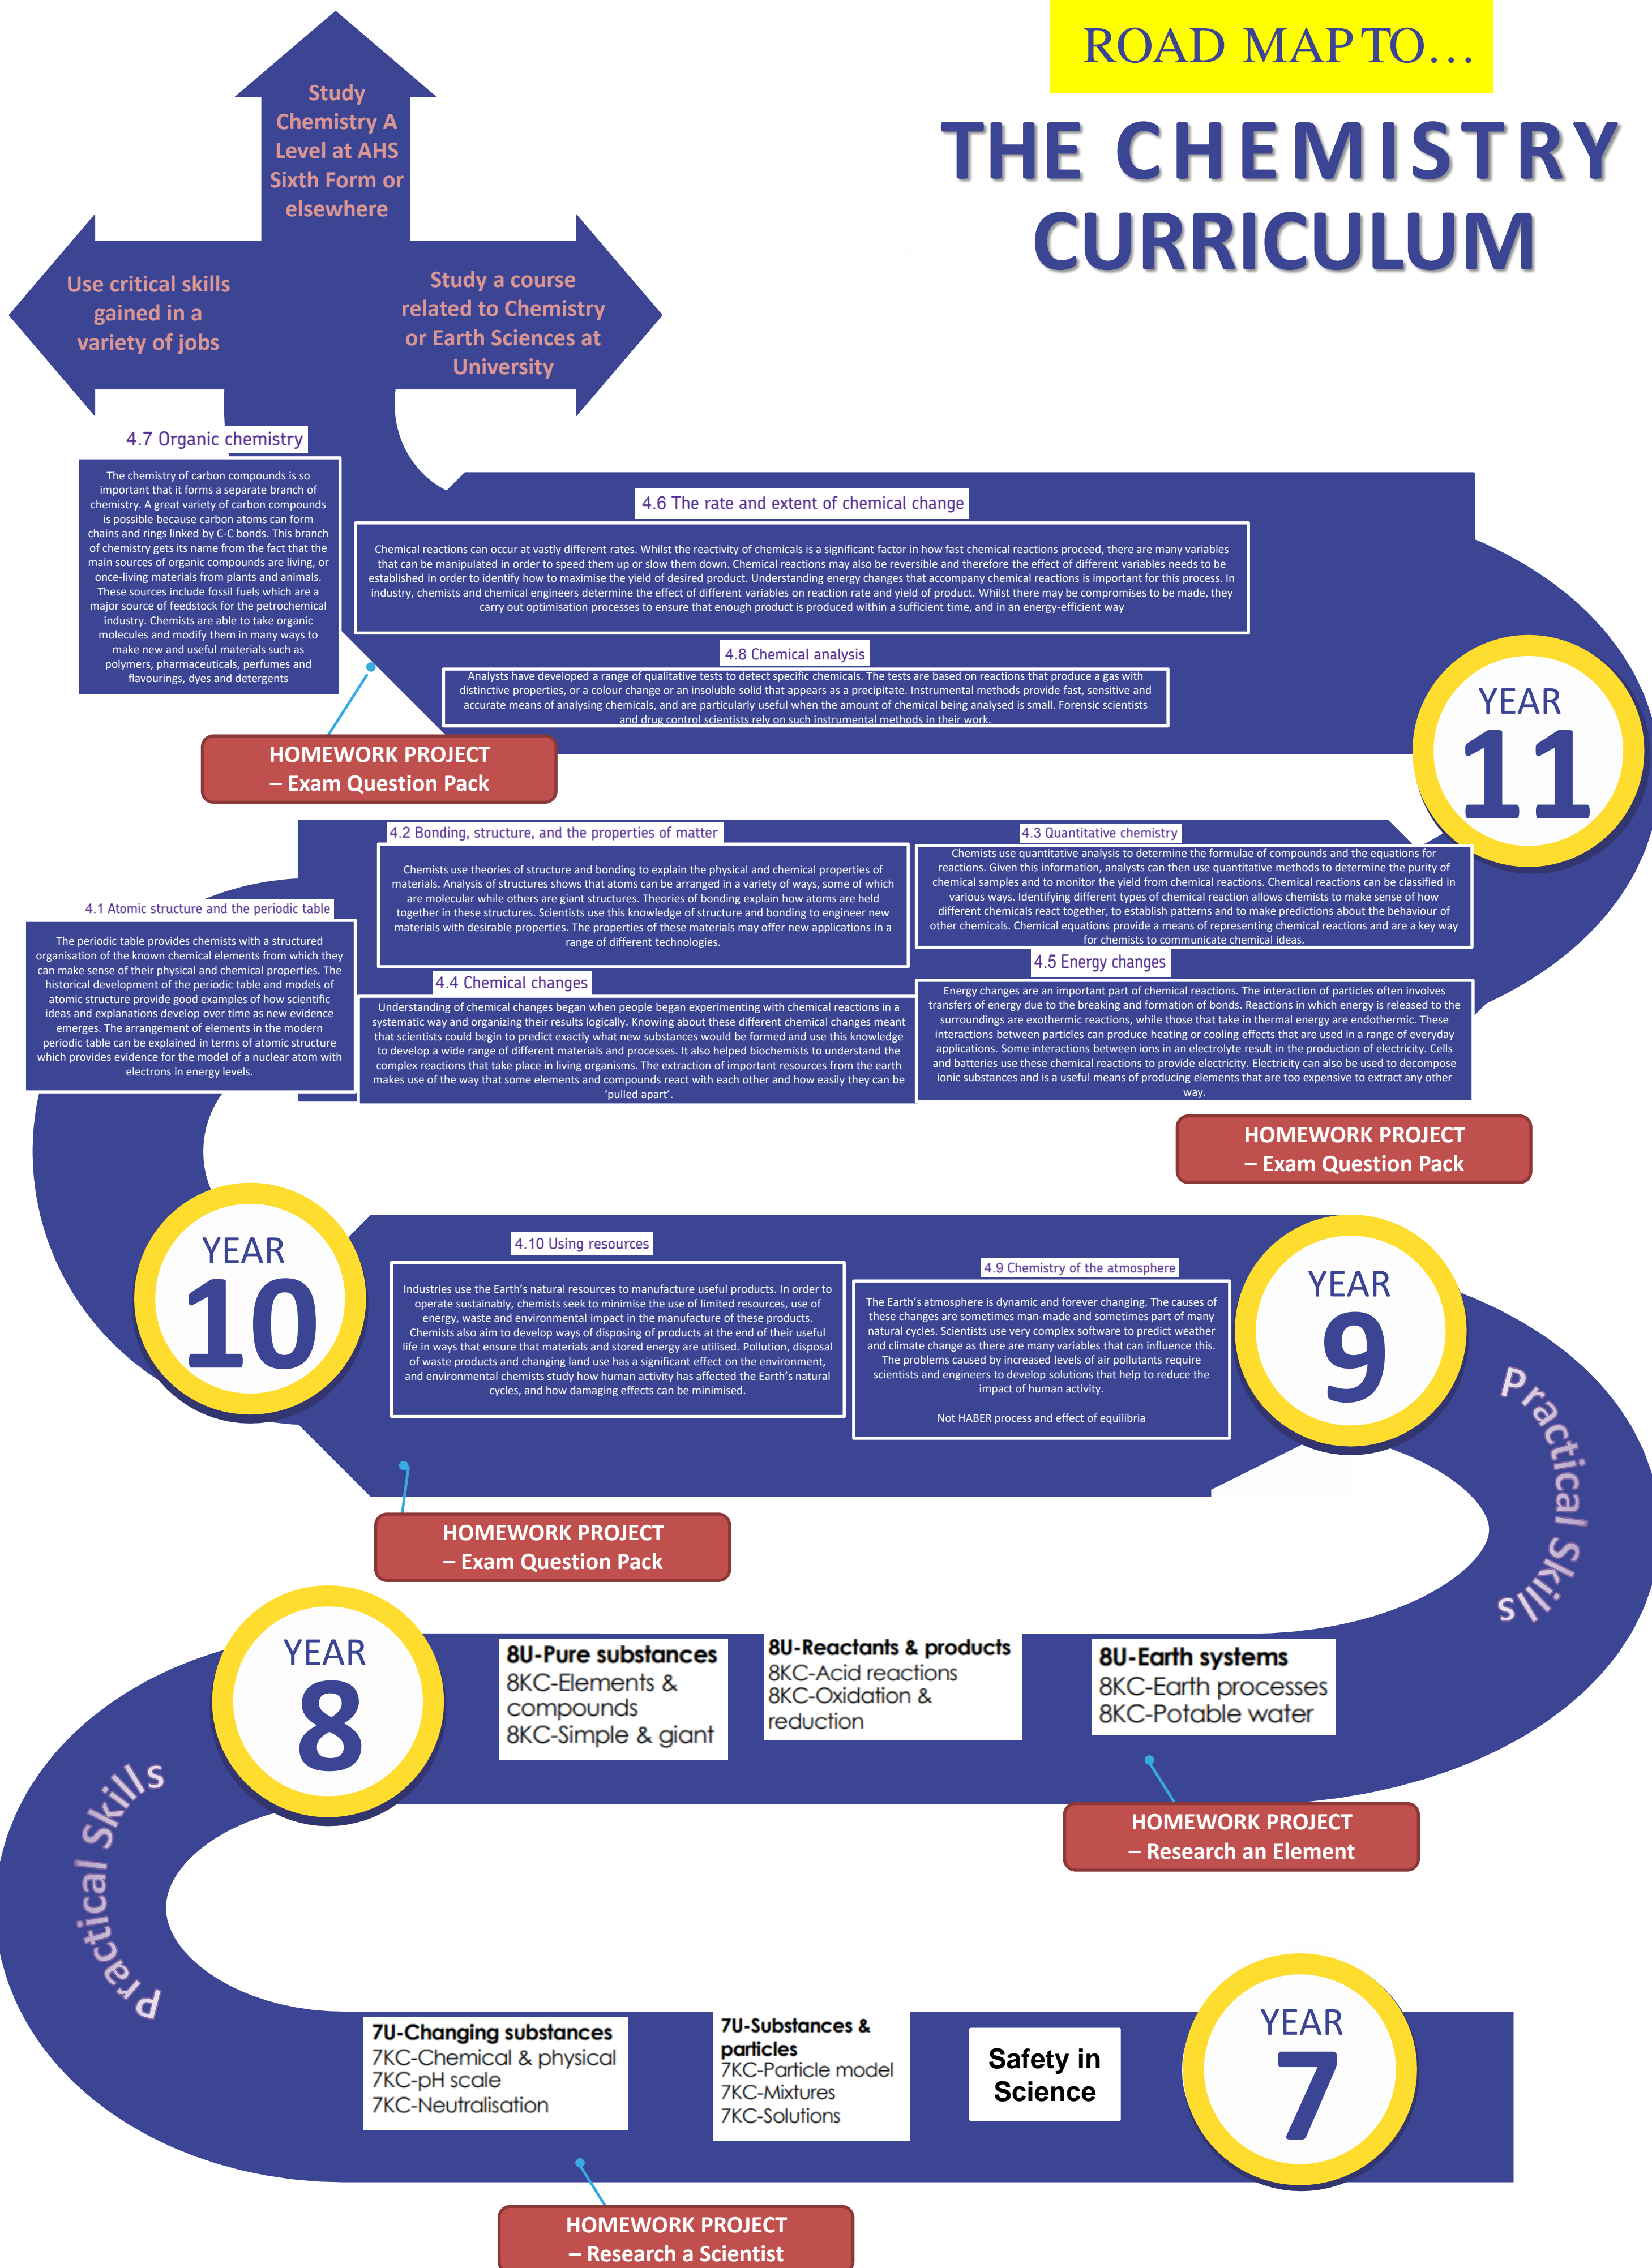 ROAD MAP TO...
THE CHEMISTRY
CURRICULUM
Study
Chemistry A
Level at AHS
Sixth Form or
elsewhere
Use critical skills
gained in a
variety of jobs
Study a course
related to Chemistry
or Earth Sciences at
University
4.7 Organic chemistry
The chemistry of carbon compounds is so
important that it forms a separate branch of
chemistry. A great variety of carbon compounds
is possible because carbon atoms can form
chains and rings linked by C-C bonds. This branch
of chemistry gets its name from the fact that the
main sources of organic compounds are living, or
once-living materials from plants and animals.
These sources include fossil fuels which are a
major source of feedstock for the petrochemical
industry. Chemists are able to take organic
molecules and modify them in many ways to
make new and useful materials such as
polymers, pharmaceuticals, perfumes and
flavourings, dyes and detergents
4.6 The rate and extent of chemical change
Chemical reactions can occur at vastly different rates. Whilst the reactivity of chemicals is a significant factor in how fast chemical reactions proceed, there are many variables
that can be manipulated in order to speed them up or slow them down. Chemical reactions may also be reversible and therefore the effect of different variables needs to be
established in order to identify how to maximise the yield of desired product. Understanding energy changes that accompany chemical reactions is important for this process. In
industry, chemists and chemical engineers determine the effect of different variables on reaction rate and yield of product. Whilst there may be compromises to be made, they
carry out optimisation processes to ensure that enough product is produced within a sufficient time, and in an energy-efficient way
4.8 Chemical analysis
Analysts have developed a range of qualitative tests to detect specific chemicals. The tests are based on reactions that produce a gas with
distinctive properties, or a colour change or an insoluble solid that appears as a precipitate. Instrumental methods provide fast, sensitive and
accurate means of analysing chemicals, and are particularly useful when the amount of chemical being analysed is small. Forensic scientists
and drug control scientists rely on such instrumental methods in their work.
YEAR
11
HOMEWORK PROJECT
– Exam Question Pack
4.2 Bonding, structure, and the properties of matter
Chemists use theories of structure and bonding to explain the physical and chemical properties of
materials. Analysis of structures shows that atoms can be arranged in a variety of ways, some of which
are molecular while others are giant structures. Theories of bonding explain how atoms are held
together in these structures. Scientists use this knowledge of structure and bonding to engineer new
materials with desirable properties. The properties of these materials may offer new applications in a
range of different technologies.
4.3 Quantitative chemistry
Chemists use quantitative analysis to determine the formulae of compounds and the equations for
reactions. Given this information, analysts can then use quantitative methods to determine the purity of
chemical samples and to monitor the yield from chemical reactions. Chemical reactions can be classified in
various ways. Identifying different types of chemical reaction allows chemists to make sense of how
different chemicals react together, to establish patterns and to make predictions about the behaviour of
other chemicals. Chemical equations provide a means of representing chemical reactions and are a key way
for chemists to communicate chemical ideas.
4.1 Atomic structure and the periodic table
The periodic table provides chemists with a structured
organisation of the known chemical elements from which they
can make sense of their physical and chemical properties. The
historical development of the periodic table and models of
atomic structure provide good examples of how scientific
ideas and explanations develop over time as new evidence
emerges. The arrangement of elements in the modern
periodic table can be explained in terms of atomic structure
which provides evidence for the model of a nuclear atom with
electrons in energy levels.
4.4 Chemical changes
Understanding of chemical changes began when people began experimenting with chemical reactions in a
systematic way and organizing their results logically. Knowing about these different chemical changes meant
that scientists could begin to predict exactly what new substances would be formed and use this knowledge
to develop a wide range of different materials and processes. It also helped biochemists to understand the
complex reactions that take place in living organisms. The extraction of important resources from the earth
makes use of the way that some elements and compounds react with each other and how easily they can be
'pulled apart'.
4.5 Energy changes
Energy changes are an important part of chemical reactions. The interaction of particles often involves
transfers of energy due to the breaking and formation of bonds. Reactions in which energy is released to the
surroundings are exothermic reactions, while those that take in thermal energy are endothermic. These
interactions between particles can produce heating or cooling effects that are used in a range of everyday
applications. Some interactions between ions in an electrolyte result in the production of electricity. Cells
and batteries use these chemical reactions to provide electricity. Electricity can also be used to decompose
ionic substances and is a useful means of producing elements that are too expensive to extract any other
way.
HOMEWORK PROJECT
– Exam Question Pack
YEAR
10
4.10 Using resources
Industries use the Earth's natural resources to manufacture useful products. In order to
operate sustainably, chemists seek to minimise the use of limited resources, use of
energy, waste and environmental impact in the manufacture of these products.
Chemists also aim to develop ways of disposing of products at the end of their useful
life in ways that ensure that materials and stored energy are utilised. Pollution, disposal
of waste products and changing land use has a significant effect on the environment,
and environmental chemists study how human activity has affected the Earth's natural
cycles, and how damaging effects can be minimised.
4.9 Chemistry of the atmosphere
The Earth's atmosphere is dynamic and forever changing. The causes of
these changes are sometimes man-made and sometimes part of many
natural cycles. Scientists use very complex software to predict weather
and climate change as there are many variables that can influence this.
The problems caused by increased levels of air pollutants require
scientists and engineers to develop solutions that help to reduce the
impact of human activity.
Not HABER process and effect of equilibria
YEAR
9
Practical Skills
HOMEWORK PROJECT
– Exam Question Pack
YEAR
8
8U-Pure substances
8KC-Elements &
compounds
8KC-Simple & giant
8U-Reactants & products
8KC-Acid reactions
8KC-Oxidation &
reduction
8U-Earth systems
8KC-Earth processes
8KC-Potable water
HOMEWORK PROJECT
– Research an Element
Practical Skills
7U-Changing substances
7KC-Chemical & physical
7KC-pH scale
7KC-Neutralisation
7U-Substances &
particles
7KC-Particle model
7KC-Mixtures
7KC-Solutions
Safety in
Science
YEAR
7
HOMEWORK PROJECT
– Research a Scientist